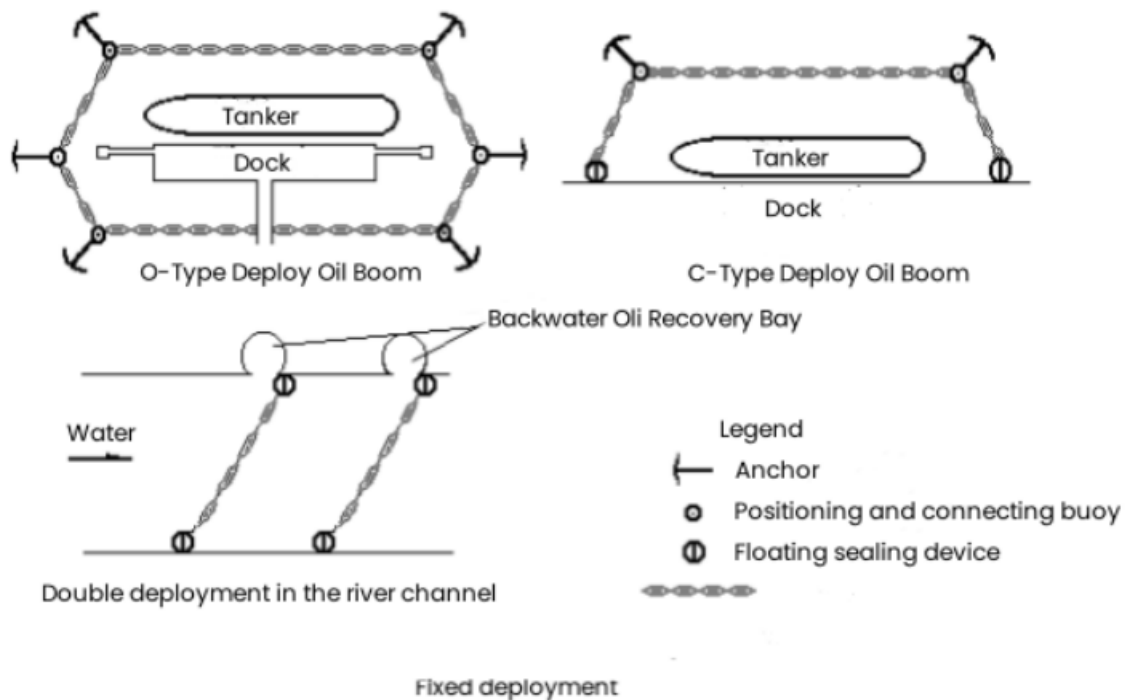 Tanker
Dock
O-Type Deploy Oil Boom
Tanker
Dock
C-Type Deploy Oil Boom
Backwater Oli Recovery Bay
Water
Double deployment in the river channel
Legend
Anchor
Positioning and connecting buoy
Floating sealing device
Fixed deployment